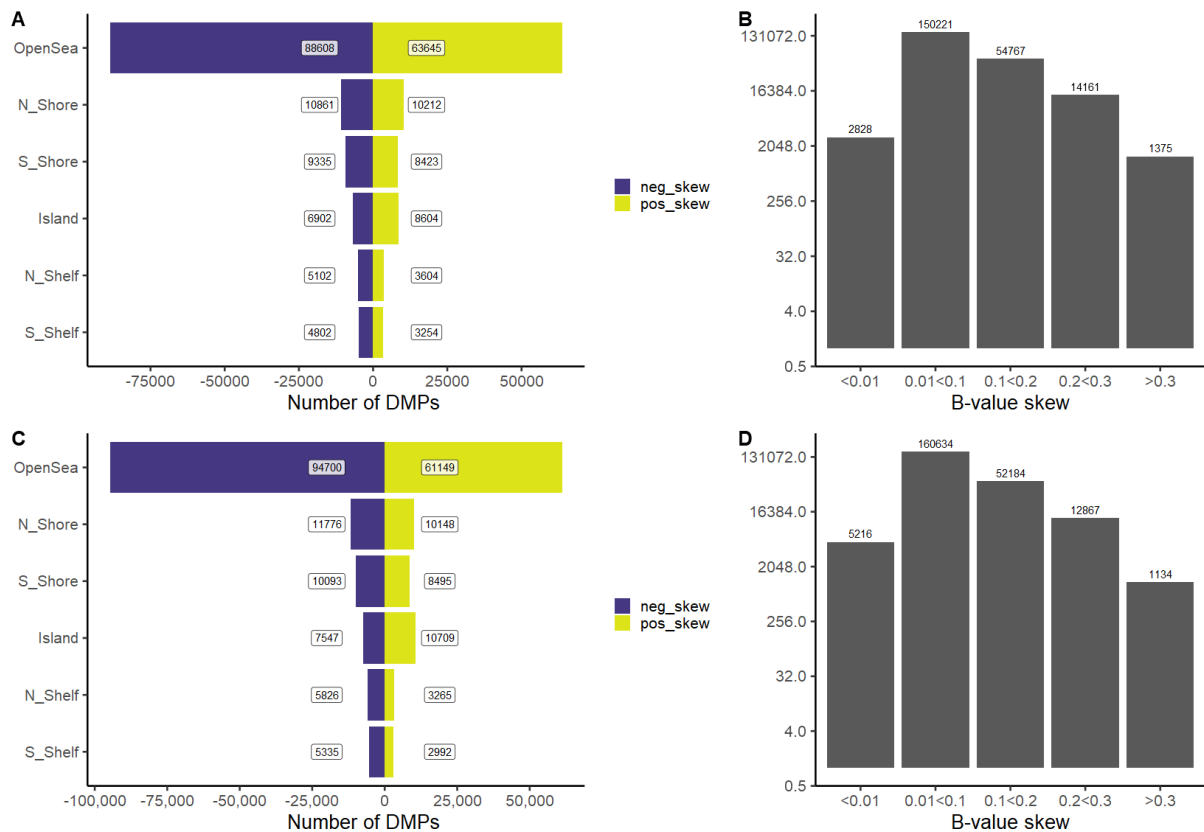 A
OpenSea
88608
63645
N_Shore
10861
10212
S_Shore
9335
8423
Island
6902
8604
N_Shelf
5102
3604
S_Shelf
4802
3254
-75000 -50000 -25000 0 25000 50000
Number of DMPs
neg_skew
pos_skew
B
131072.0
16384.0
2048.0
256.0
32.0
4.0
0.5
2828
150221
54767
14161
1375
<0.01 0.01<0.1 0.1<0.2 0.2<0.3 >0.3
B-value skew
C
OpenSea
94700
61149
N_Shore
11776
10148
S_Shore
10093
8495
Island
7547
10709
N_Shelf
5826
3265
S_Shelf
5335
2992
-100,000 -75,000 -50,000 -25,000 0 25,000 50,000
Number of DMPs
neg_skew
pos_skew
D
131072.0
16384.0
2048.0
256.0
32.0
4.0
0.5
5216
160634
52184
12867
1134
<0.01 0.01<0.1 0.1<0.2 0.2<0.3 >0.3
B-value skew